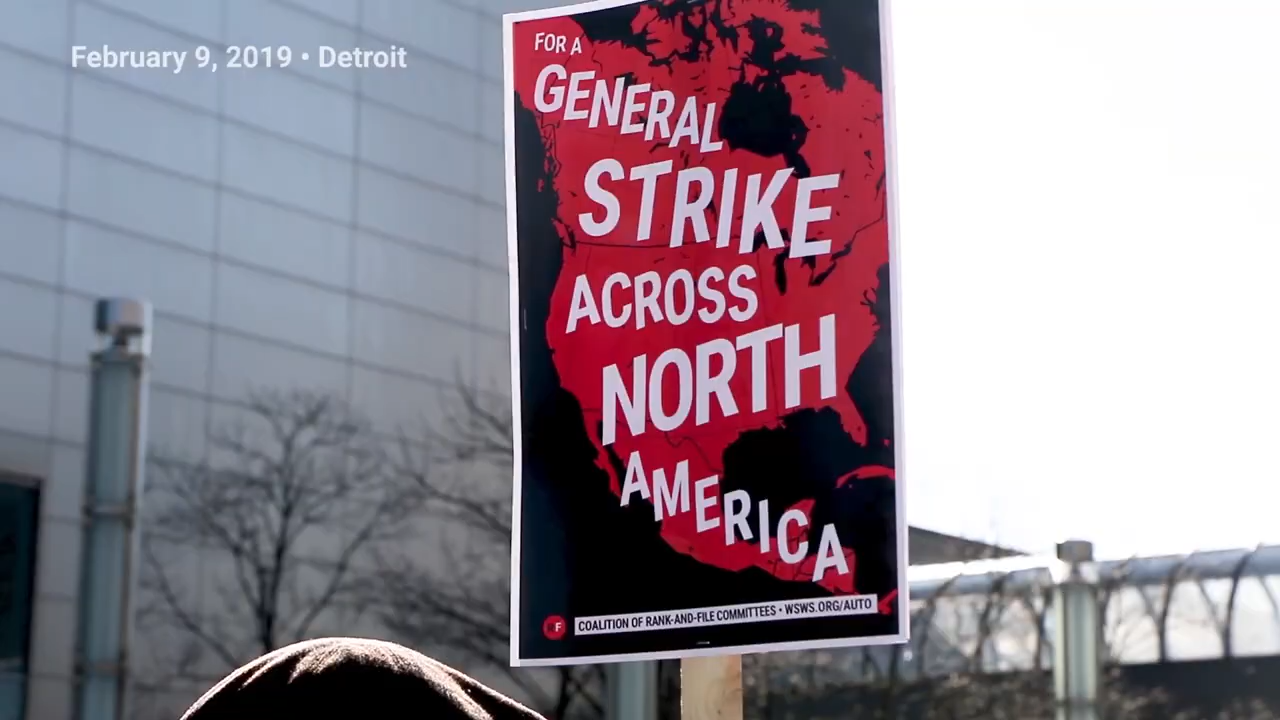 February 9, 2019 • Detroit
FOR A
GENERAL
STRIKE
ACROSS
NORTH
AMERICA
COALITION OF RANK-AND-FILE COMMITTEES • WSWS.ORG/AUTO